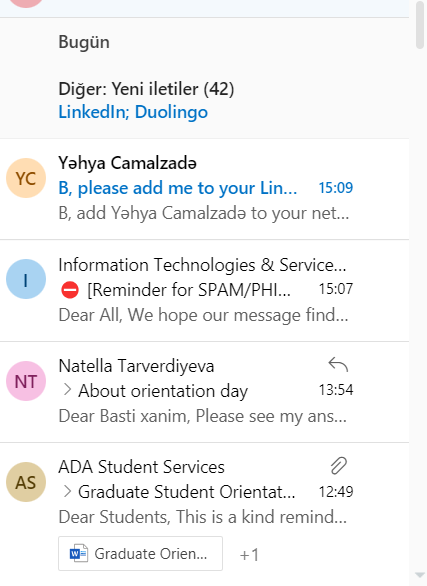 Bugün
Diğer: Yeni iletiler (42)
LinkedIn; Duolingo
YC
Yəhya Camalzadə
B, please add me to your Lin...
15:09
B, add Yəhya Camalzadə to your net...
I
Information Technologies & Service...
[Reminder for SPAM/PHI...
15:07
Dear All, We hope our message find...
NT
Natella Tarverdiyeva
About orientation day
13:54
Dear Basti xanim, Please see my ans...
AS
ADA Student Services
Graduate Student Orientat...
12:49
Dear Students, This is a kind remind...
Graduate Orien...
+1